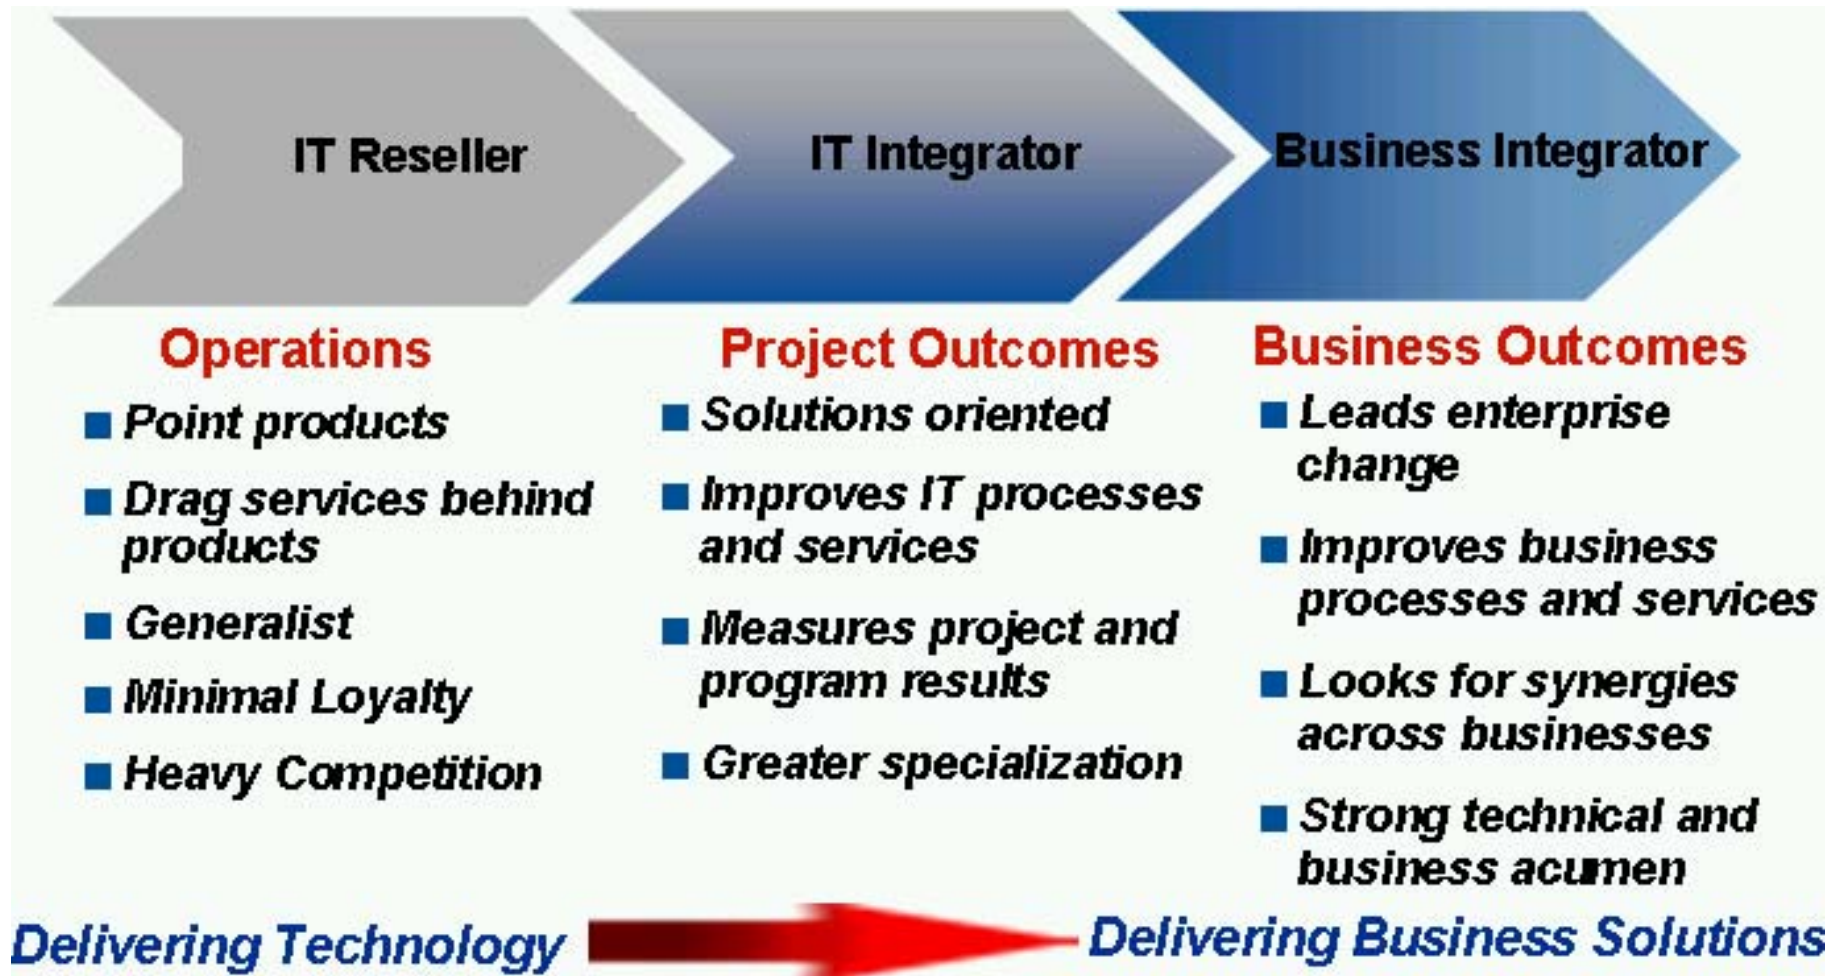 IT Reseller
IT Integrator
Business Integrator
Operations
Point products
Drag services behind
products
Generalist
Minimal Loyalty
Heavy Competition
Project Outcomes
Solutions oriented
Improves IT processes
and services
Measures project and
program results
Greater specialization
Business Outcomes
Leads enterprise
change
Improves business
processes and services
Looks for synergies
across businesses
Strong technical and
business acumen
Delivering Technology
Delivering Business Solutions